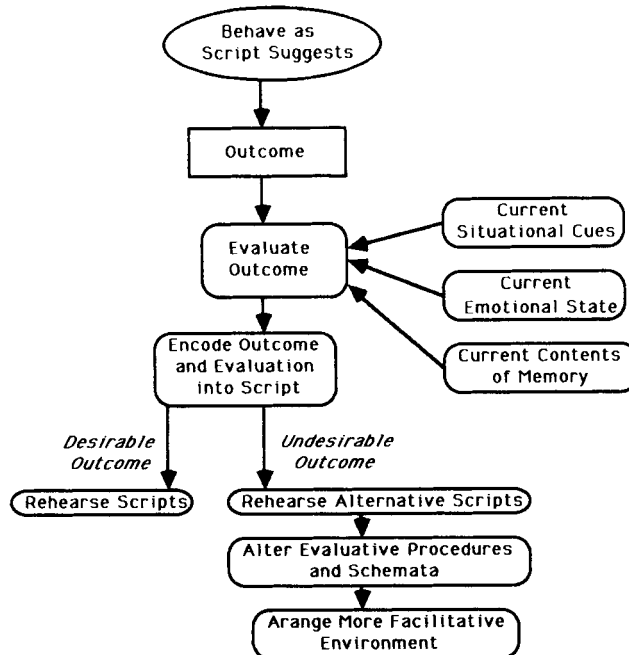 Behave as
Script Suggests
Outcome
Evaluate
Outcome
Current
Situational Cues
Current
Emotional State
Current Contents
of Memory
Encode Outcome
and Evaluation
into Script
Desirable
Outcome
Undesirable
Outcome
Rehearse Scripts
Rehearse Alternative Scripts
Alter Evaluative Procedures
and Schemata
Arange More Facilitative
Environment